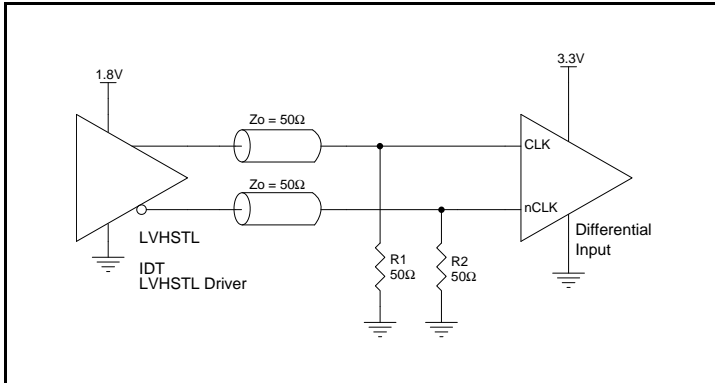 1.8V
3.3V
Zo = 50Ω
CLK
Zo = 50Ω
nCLK
Differential
Input
LVHSTL
IDT
LVHSTL Driver
R1
50Ω
R2
50Ω